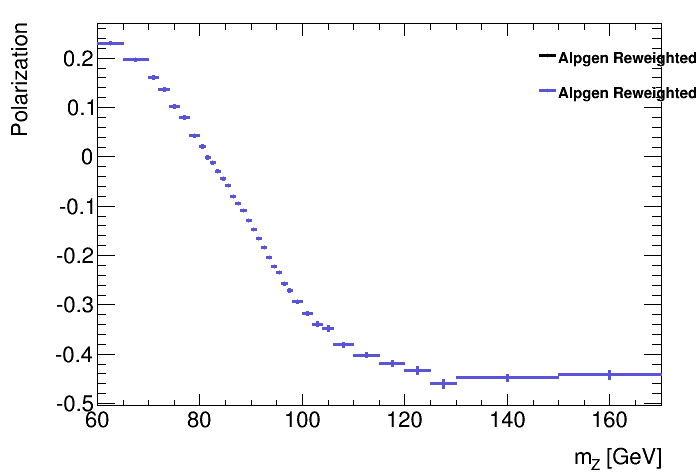 Polarization
0.2
0.1
0
-0.1
-0.2
-0.3
-0.4
-0.5
60 80 100 120 140 160
m_Z [GeV]
Alpgen Reweighted
Alpgen Reweighted